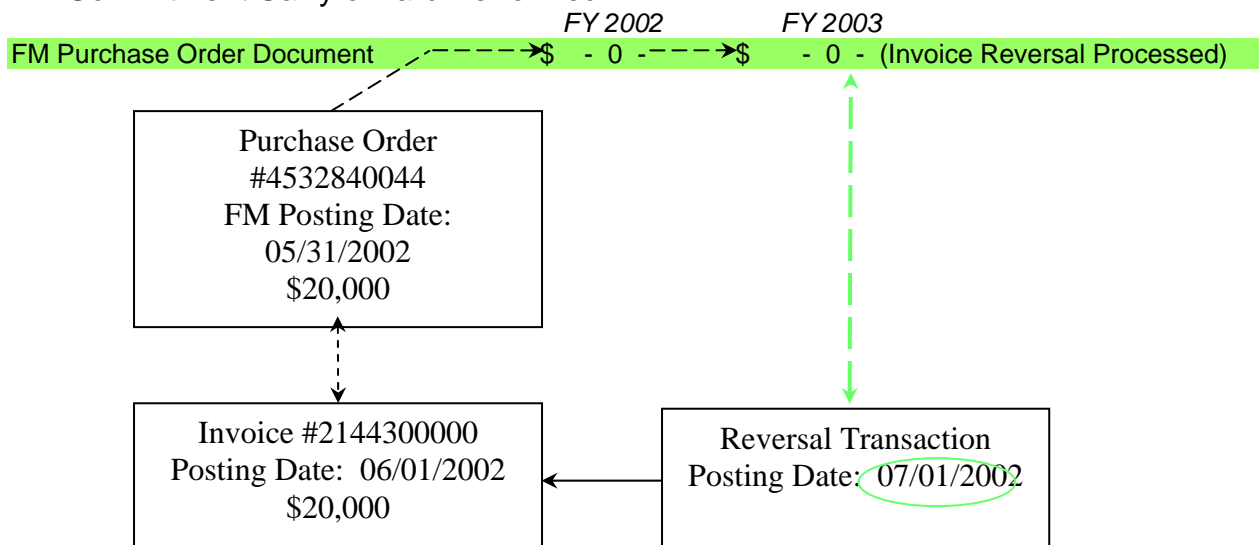 FY 2002 FY 2003
FM Purchase Order Document $ - 0 - $ - 0 - (Invoice Reversal Processed)
Purchase Order
#4532840044
FM Posting Date:
05/31/2002
$20,000
Invoice #2144300000
Posting Date: 06/01/2002
$20,000
Reversal Transaction
Posting Date: 07/01/2002